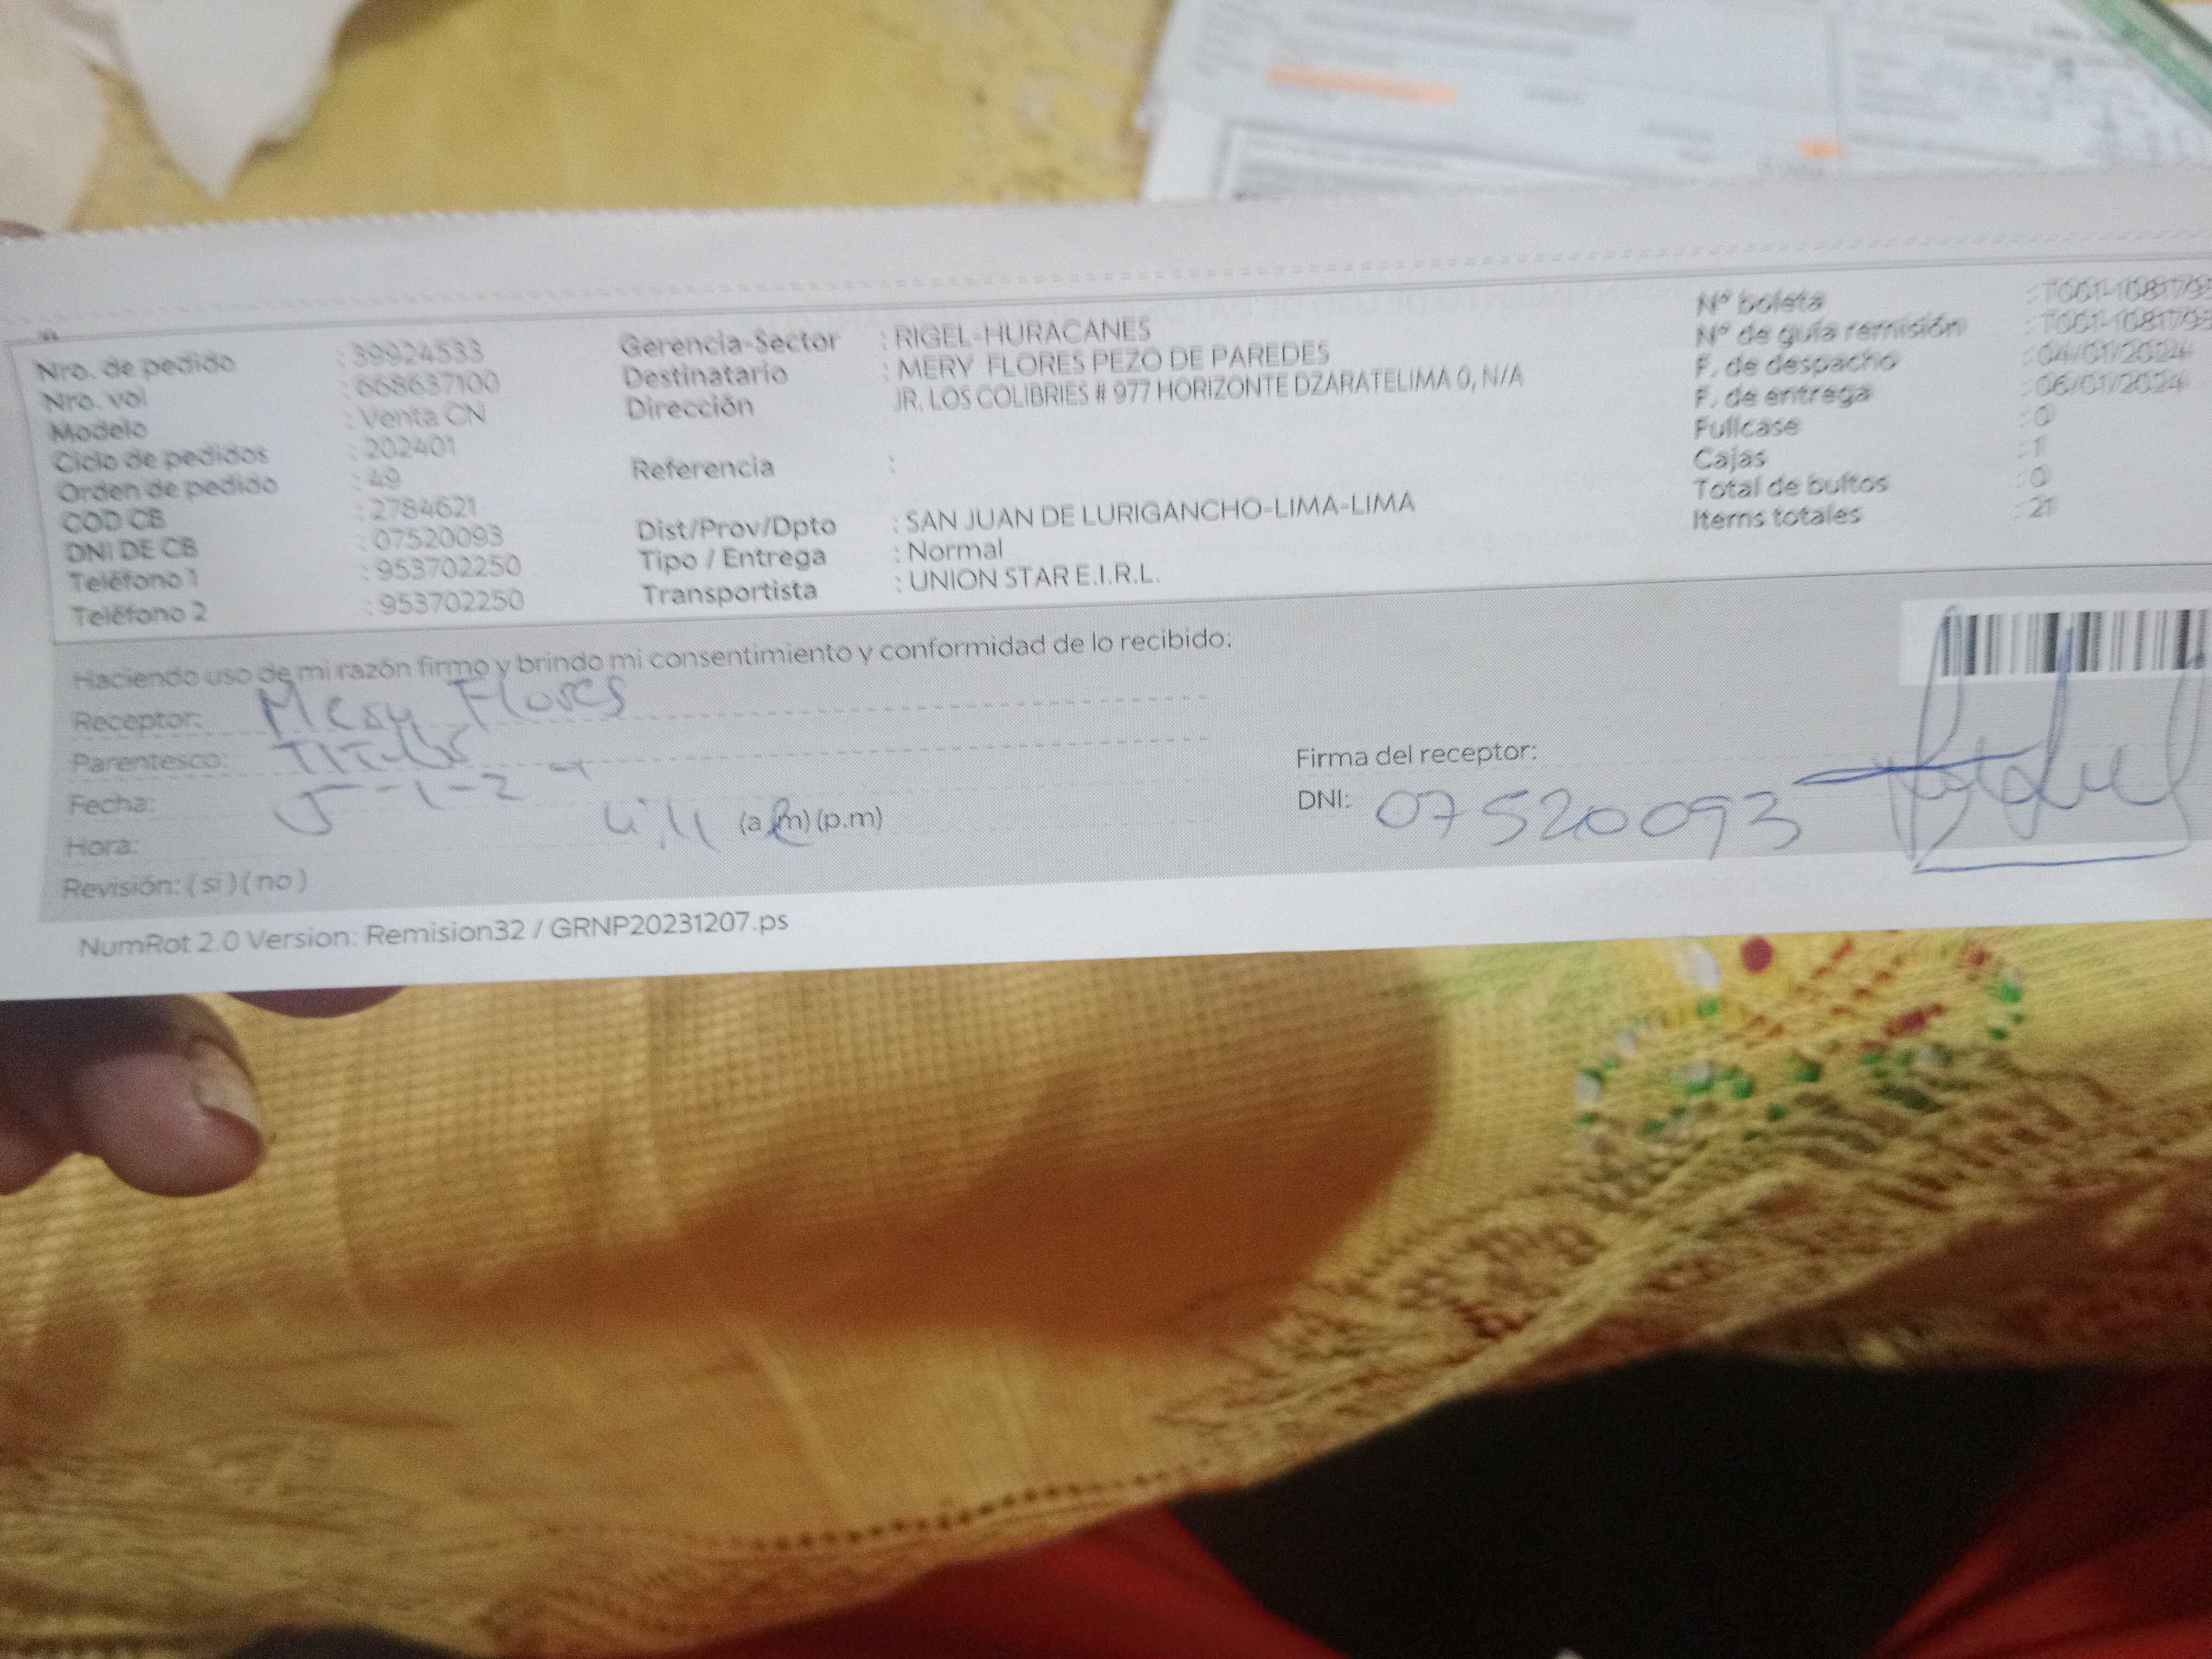 Nro. de pedido : 39924533
Nro. vol : 668637100
Modelo : Venta CN
Ciclo de pedidos : 202401
Orden de pedido : 49
COD CB : 2784621
DNI DE CB : 07520093
Teléfono 1 : 953702250
Teléfono 2 : 953702250
Gerencia-Sector : RIGEL-HURACANES
Destinatario : MERY FLORES PEZO DE PAREDES
Dirección JR. LOS COLIBRIES # 977 HORIZONTE DZARATELIMA 0, N/A
Referencia :
Dist/Prov/Dpto : SAN JUAN DE LURIGANCHO-LIMA-LIMA
Tipo / Entrega : Normal
Transportista : UNION STAR E.I.R.L.
Nº boleta
Nº de guía remisión
F. de despacho : 04/01/2024
F. de entrega : 06/01/2024
Fullcase : 0
Cajas : 1
Total de bultos : 0
Items totales : 21
Haciendo uso de mi razón firmo y brindo mi consentimiento y conformidad de lo recibido:
Receptor: Mery Flores
Parentesco: Titular
Fecha: 5-1-24
Hora: (a.m) (p.m)
Revisión: ( si ) ( no )
Firma del receptor:
DNI: 07520093
NumRot 2.0 Version: Remision32 / GRNP20231207.ps